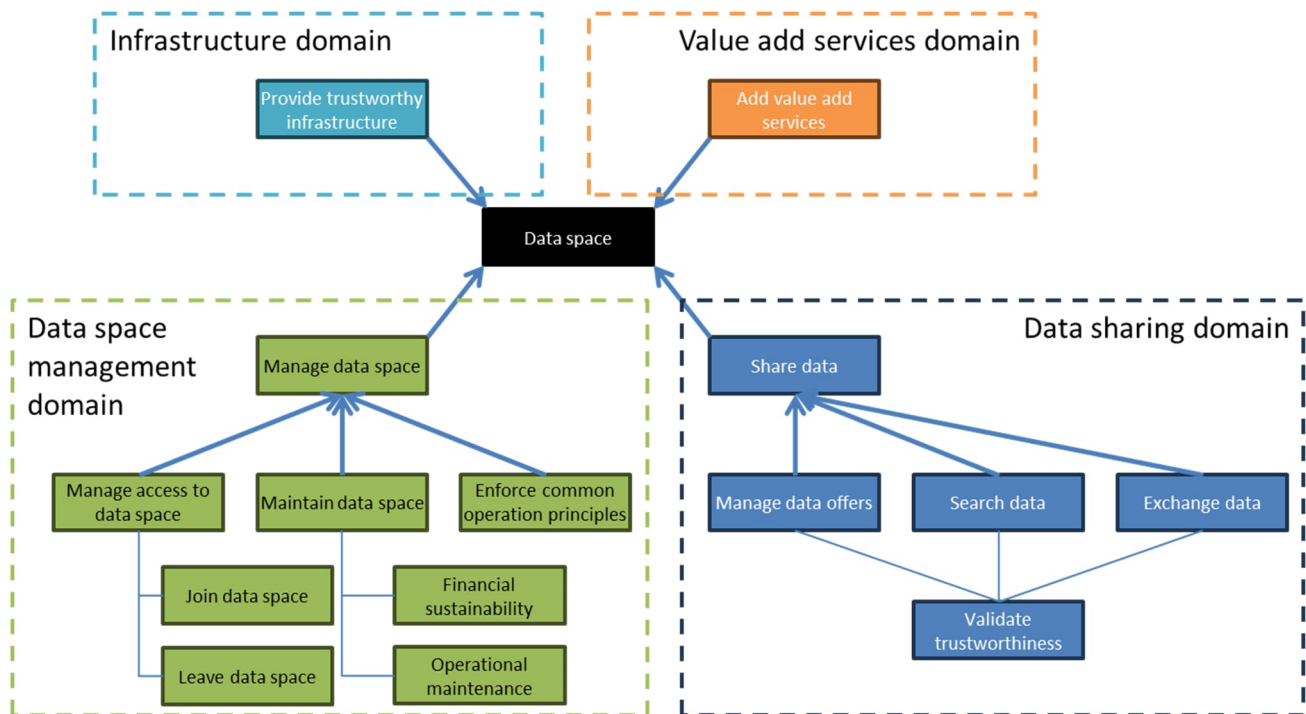 Infrastructure domain
Provide trustworthy
infrastructure
Value add services domain
Add value add
services
Data space
Data space
management
domain
Manage data space
Manage access to
data space
Maintain data space
Enforce common
operation principles
Join data space
Financial
sustainability
Leave data space
Operational
maintenance
Data sharing domain
Share data
Manage data offers
Search data
Exchange data
Validate
trustworthiness